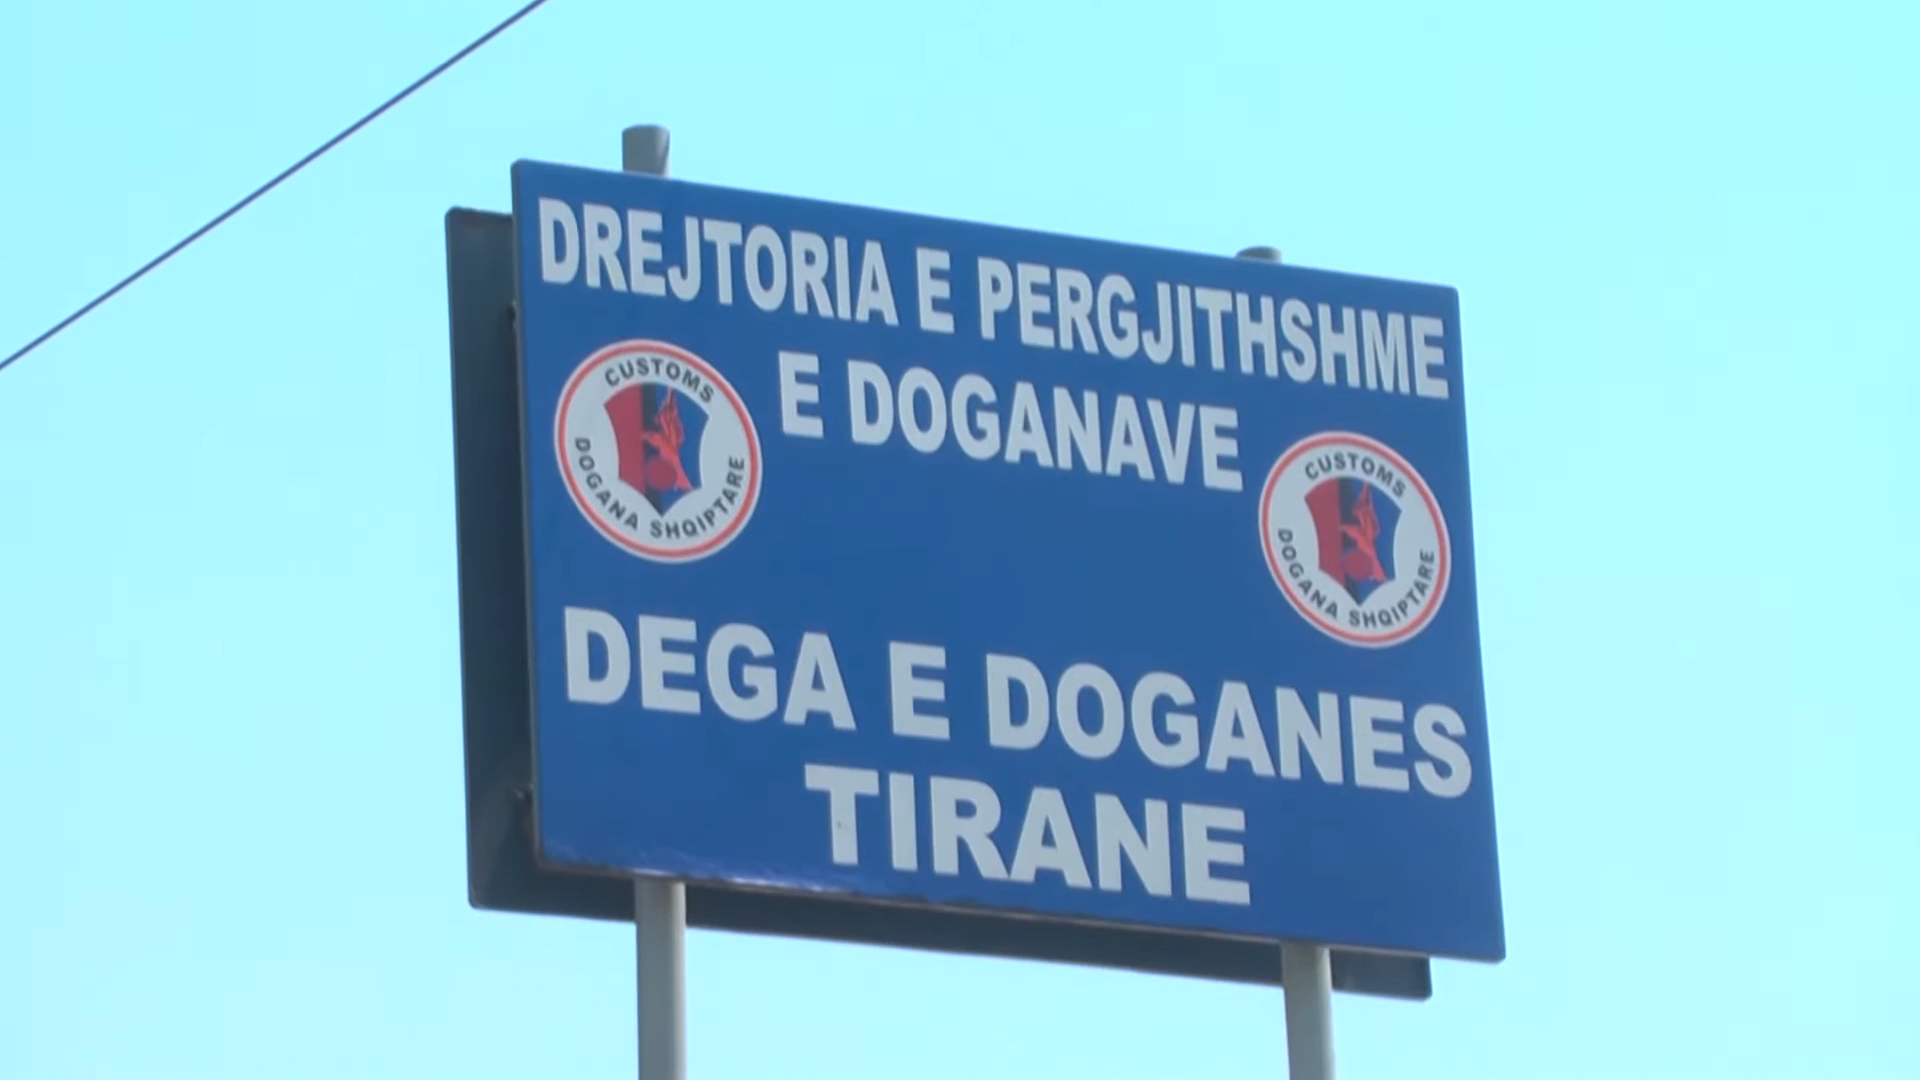 DREJTORIA E PERGJITHSHME
E DOGANAVE
CUSTOMS
DOGANA SHQIPTARE
CUSTOMS
DOGANA SHQIPTARE
DEGA E DOGANES
TIRANE